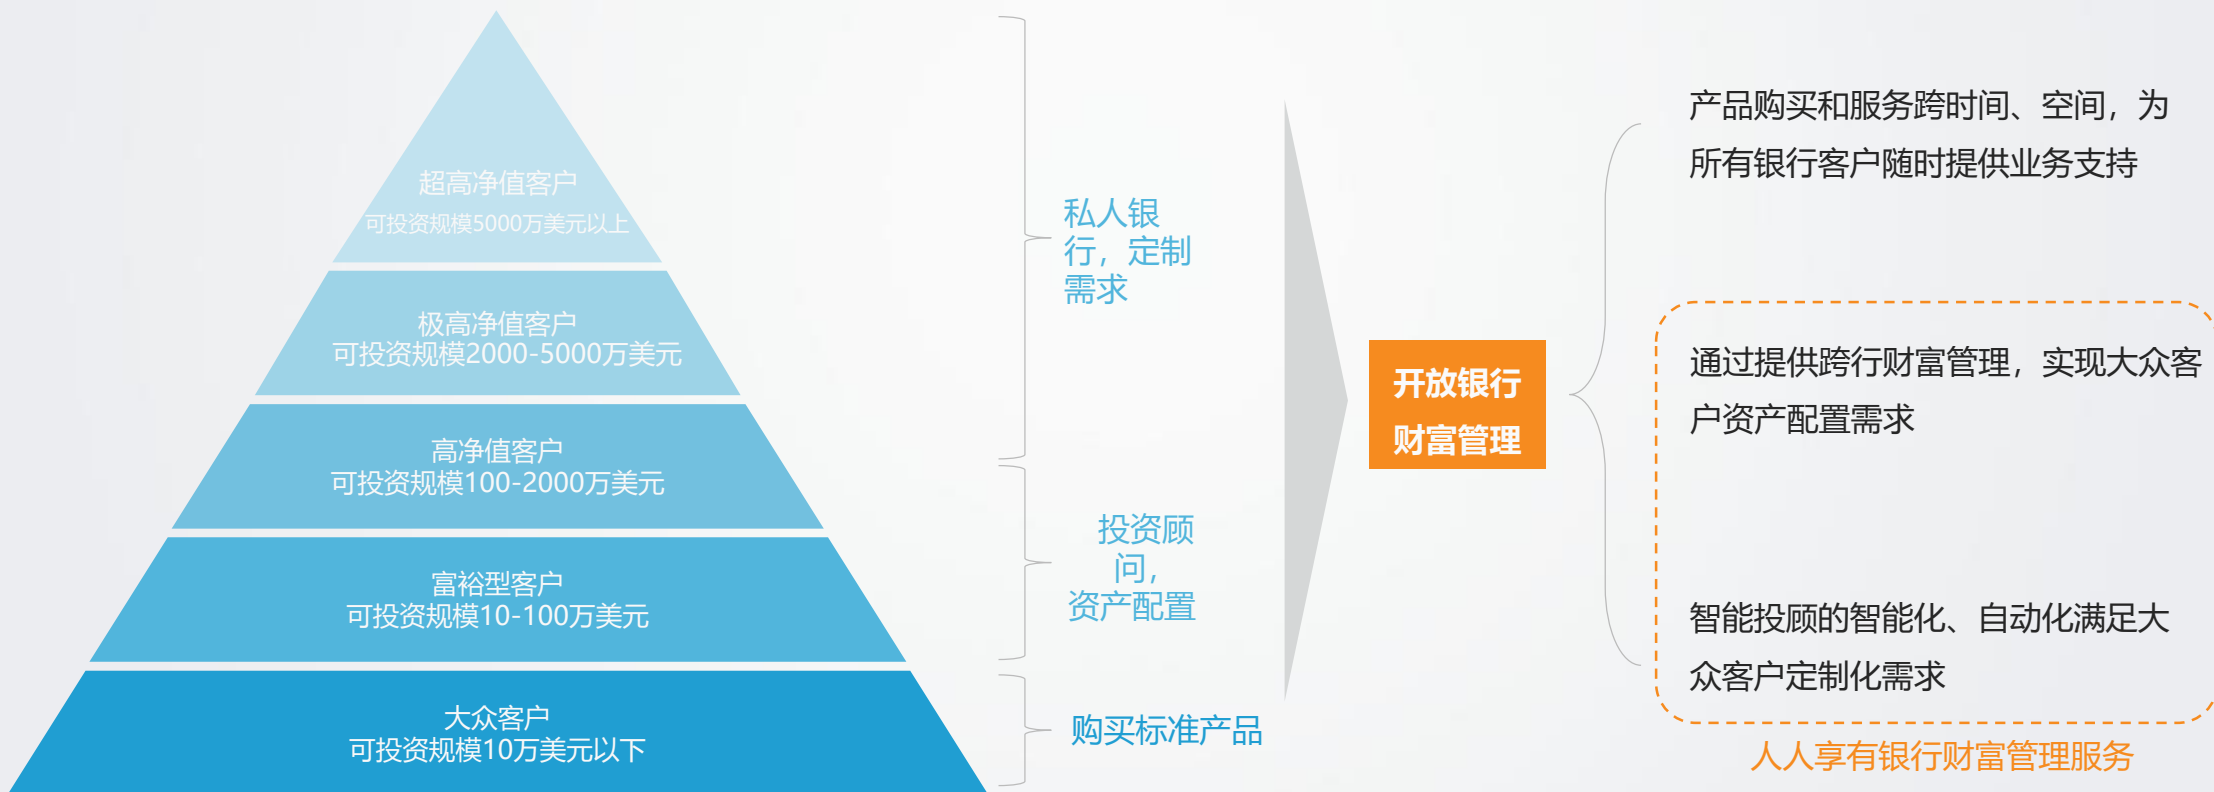 超高净值客户
可投资规模5000万美元以上
极高净值客户
可投资规模2000-5000万美元
高净值客户
可投资规模100-2000万美元
富裕型客户
可投资规模10-100万美元
大众客户
可投资规模10万美元以下
私人银
行，定制
需求
投资顾
问，
资产配置
购买标准产品
开放银行
财富管理
产品购买和服务跨时间、空间，为
所有银行客户随时提供业务支持
通过提供跨行财富管理，实现大众客
户资产配置需求
智能投顾的智能化、自动化满足大
众客户定制化需求
人人享有银行财富管理服务